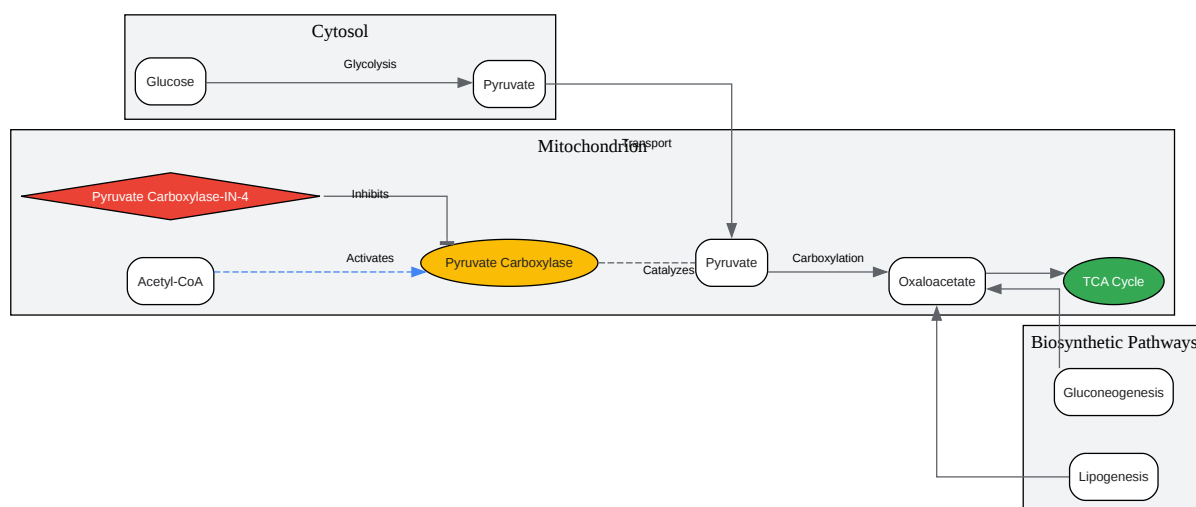 Cytosol
Glucose
Glycolysis
Pyruvate
Mitochondrion
Transport
Pyruvate Carboxylase-IN-4
Inhibits
Acetyl-CoA
Activates
Pyruvate Carboxylase
Catalyzes
Pyruvate
Carboxylation
Oxaloacetate
TCA Cycle
Biosynthetic Pathways
Gluconeogenesis
Lipogenesis